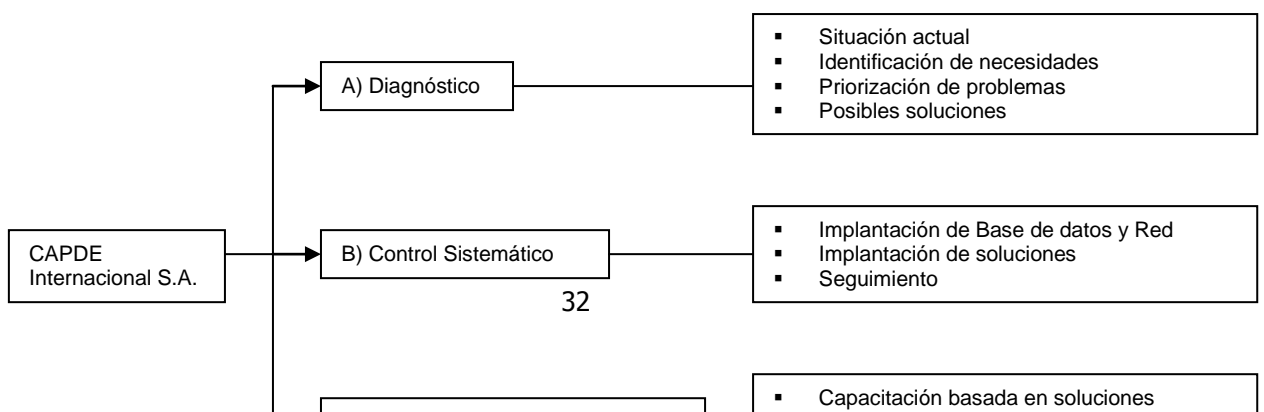 CAPDE
Internacional S.A.
A) Diagnóstico
▪ Situación actual
▪ Identificación de necesidades
▪ Priorización de problemas
▪ Posibles soluciones
B) Control Sistemático
▪ Implantación de Base de datos y Red
▪ Implantación de soluciones
▪ Seguimiento
32
▪ Capacitación basada en soluciones